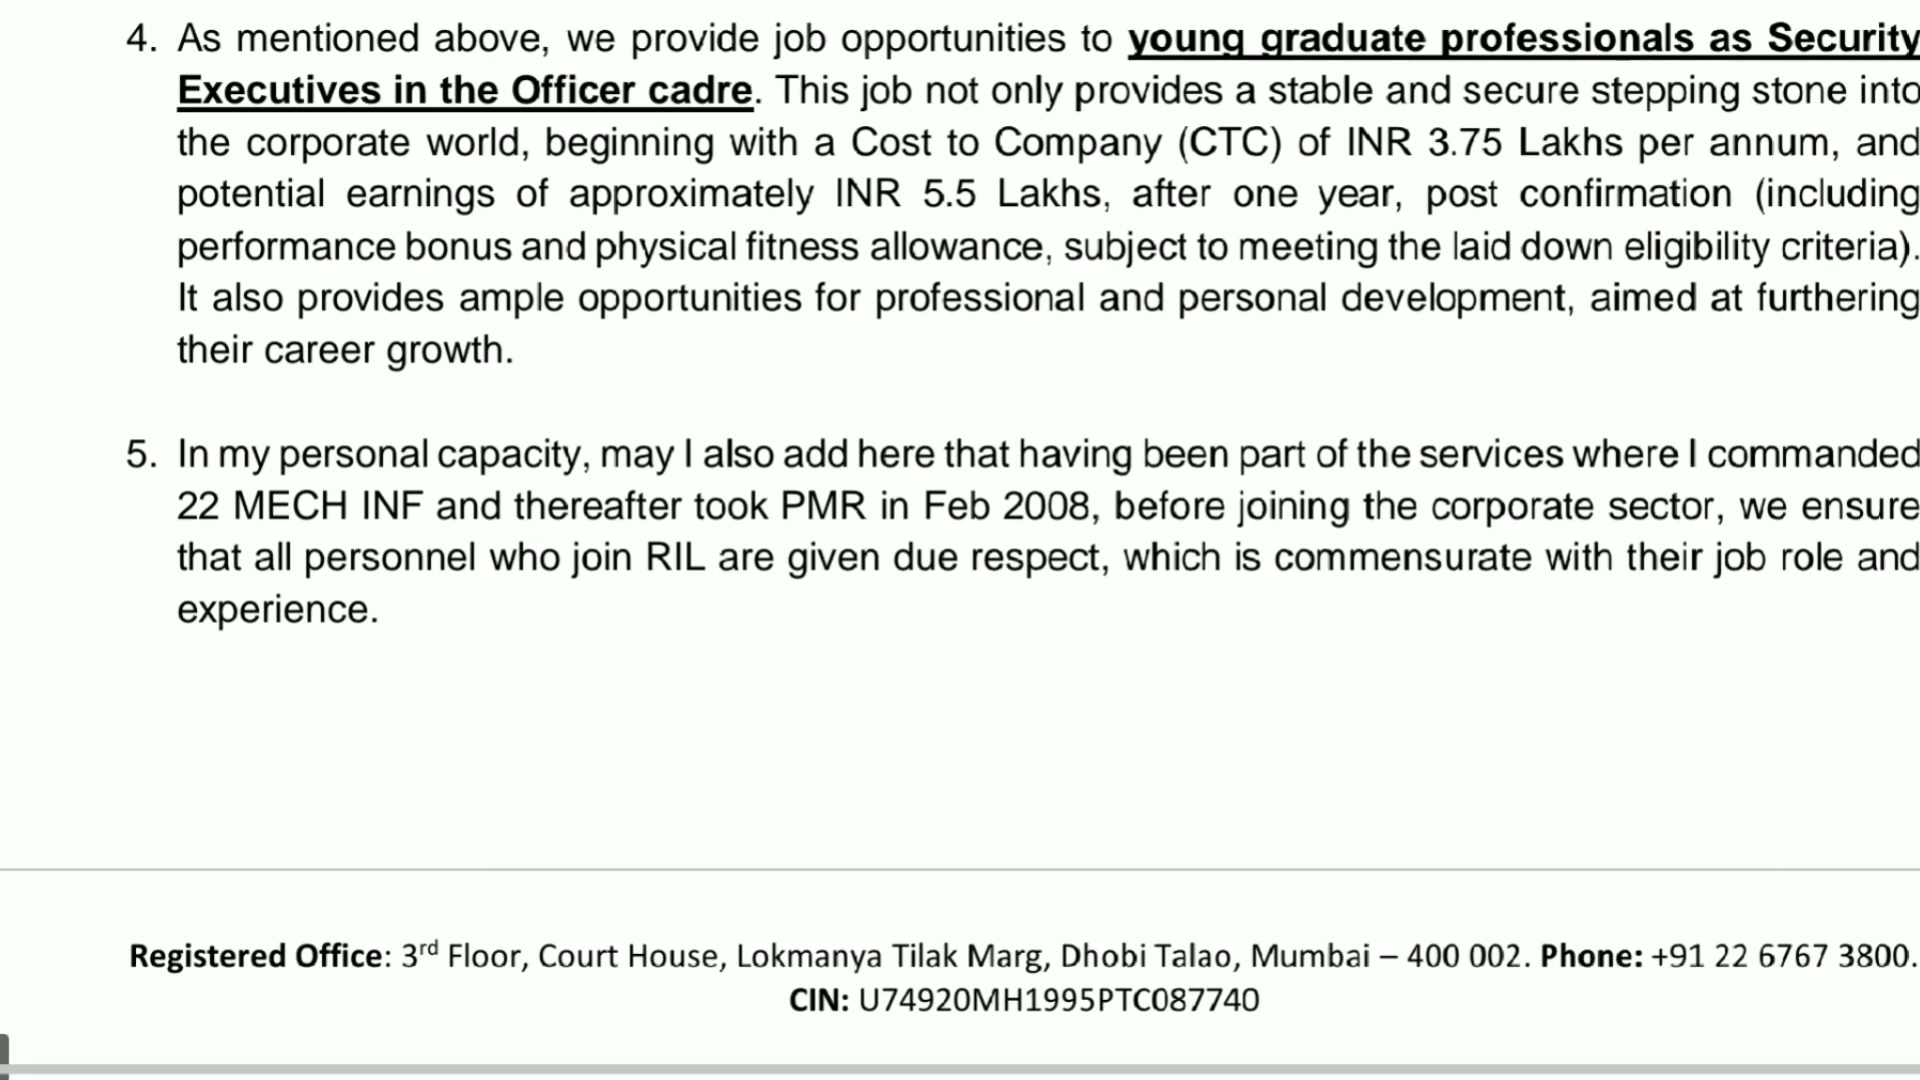 4. As mentioned above, we provide job opportunities to young graduate professionals as Security
Executives in the Officer cadre. This job not only provides a stable and secure stepping stone into
the corporate world, beginning with a Cost to Company (CTC) of INR 3.75 Lakhs per annum, and
potential earnings of approximately INR 5.5 Lakhs, after one year, post confirmation (including
performance bonus and physical fitness allowance, subject to meeting the laid down eligibility criteria).
It also provides ample opportunities for professional and personal development, aimed at furthering
their career growth.
5. In my personal capacity, may I also add here that having been part of the services where I commanded
22 MECH INF and thereafter took PMR in Feb 2008, before joining the corporate sector, we ensure
that all personnel who join RIL are given due respect, which is commensurate with their job role and
experience.
Registered Office: 3rd Floor, Court House, Lokmanya Tilak Marg, Dhobi Talao, Mumbai – 400 002. Phone: +91 22 6767 3800.
CIN: U74920MH1995PTC087740